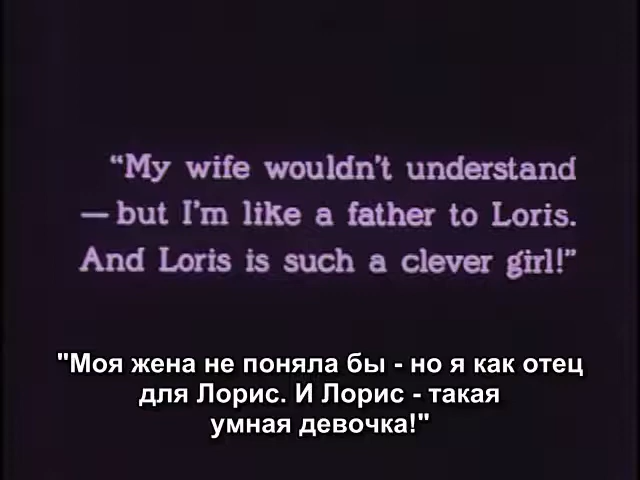 “My wife wouldn't understand
— but I'm like a father to Loris.
And Loris is such a clever girl!”
"Моя жена не поняла бы - но я как отец
для Лорис. И Лорис - такая
умная девочка!"